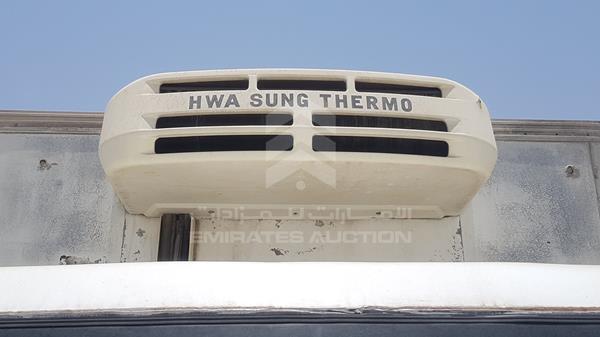 HWA SUNG THERMO
الإمارات للمزادات
EMIRATES AUCTION